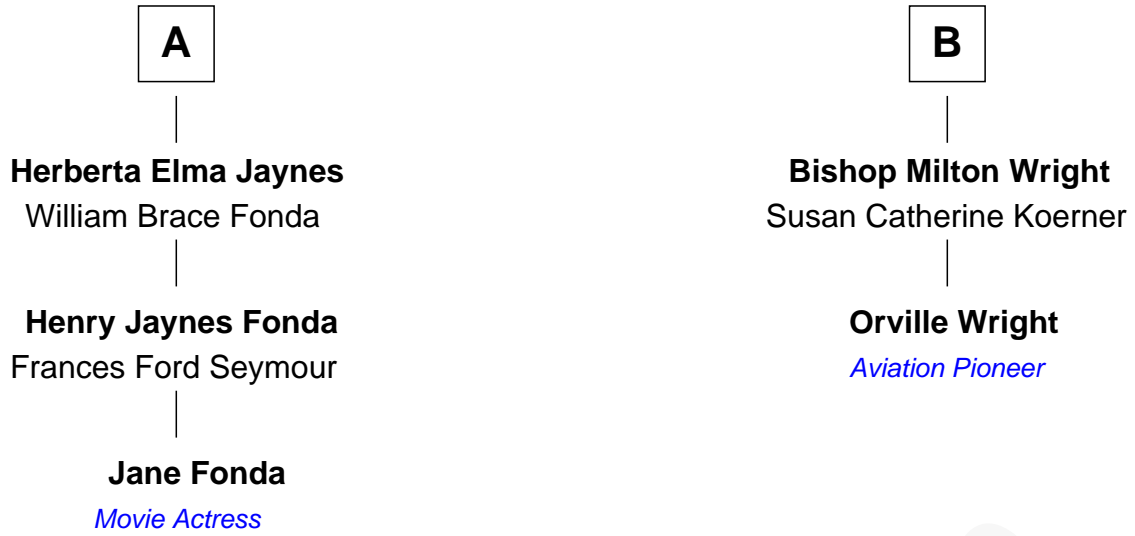 A
B
Herberta Elma Jaynes
William Brace Fonda
Bishop Milton Wright
Susan Catherine Koerner
Henry Jaynes Fonda
Frances Ford Seymour
Orville Wright
Aviation Pioneer
Jane Fonda
Movie Actress